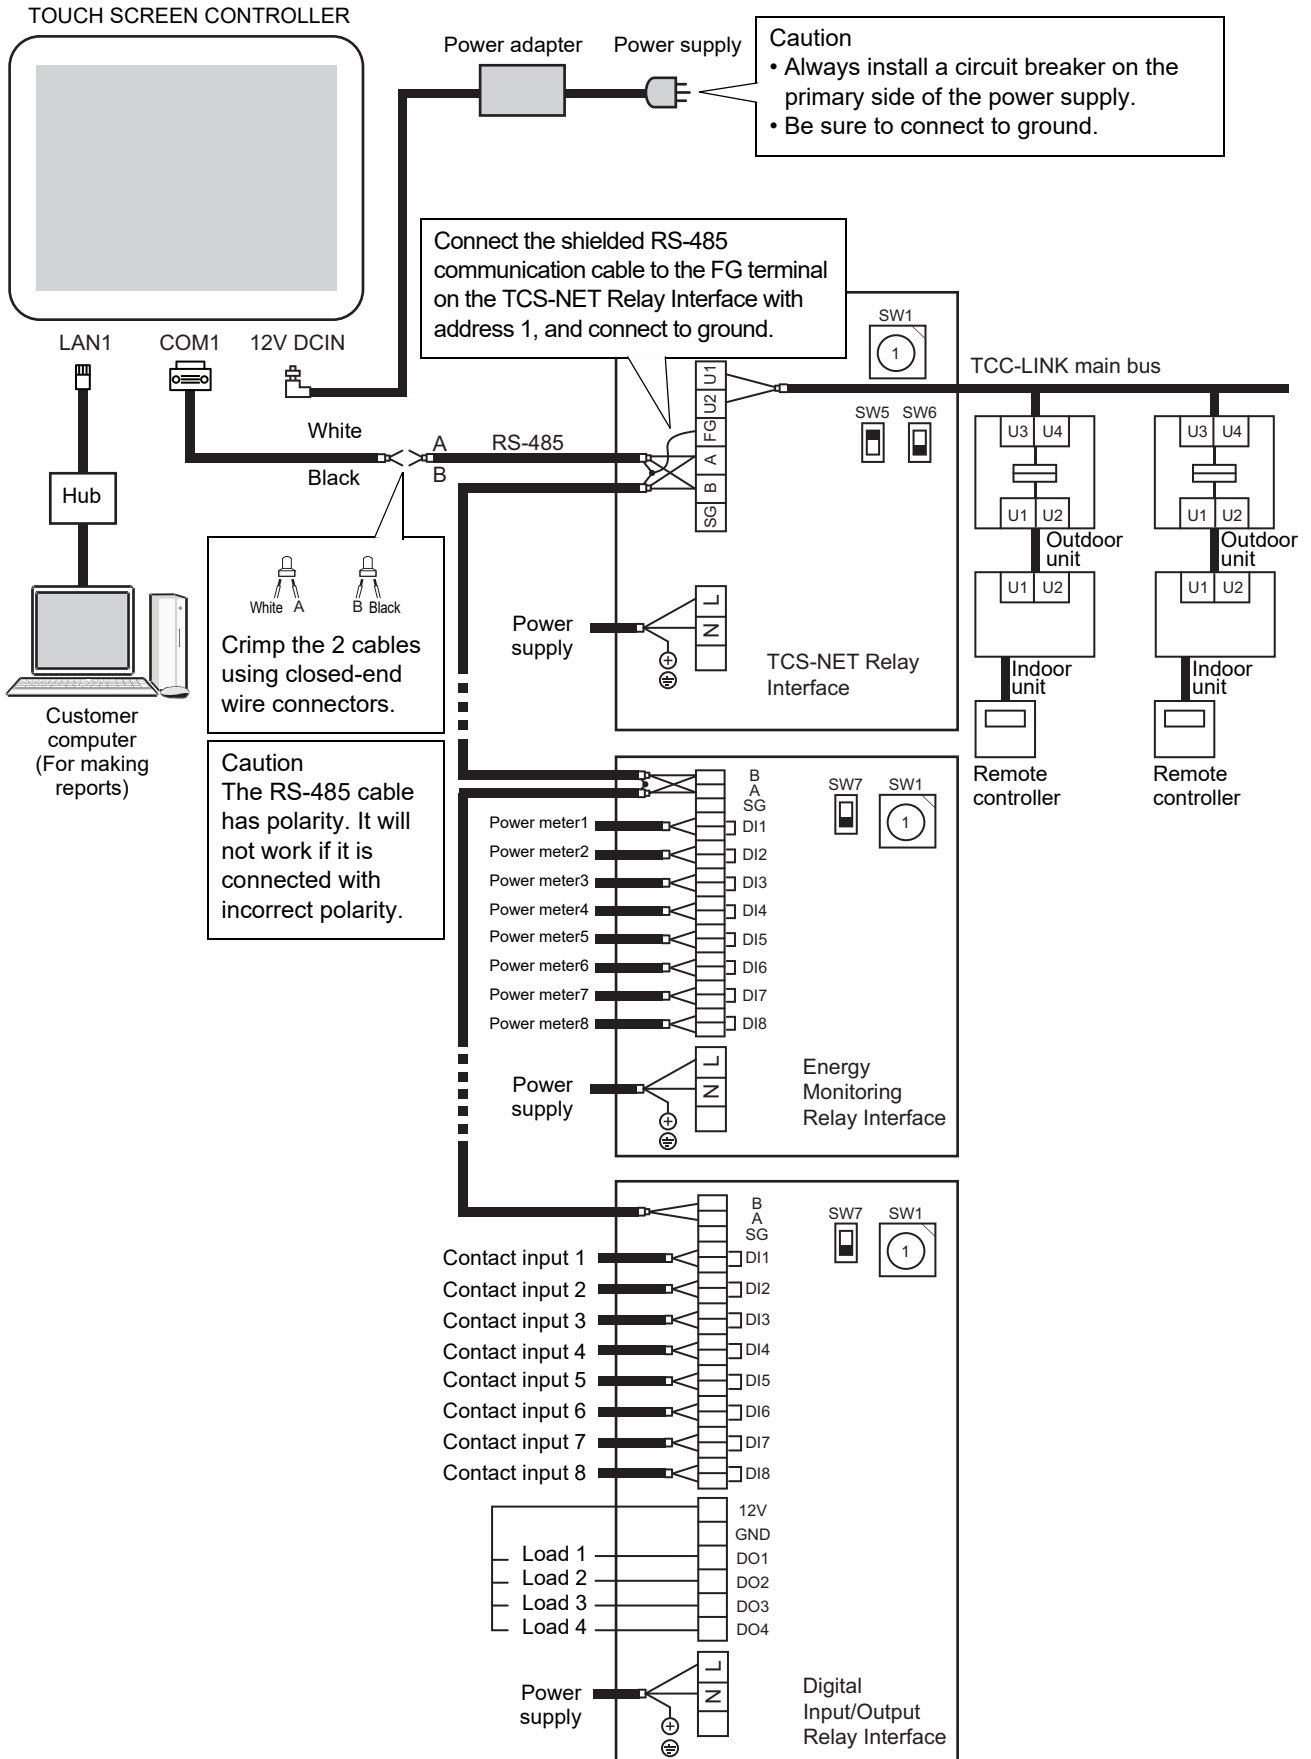 TOUCH SCREEN CONTROLLER
Power adapter
Power supply
Caution
• Always install a circuit breaker on the
primary side of the power supply.
• Be sure to connect to ground.
Connect the shielded RS-485
communication cable to the FG terminal
on the TCS-NET Relay Interface with
address 1, and connect to ground.
LAN1
COM1
12V DCIN
White
Black
A
B
RS-485
Hub
Customer
computer
(For making
reports)
White A
B Black
Crimp the 2 cables
using closed-end
wire connectors.
Caution
The RS-485 cable
has polarity. It will
not work if it is
connected with
incorrect polarity.
U1
U2
FG
A
B
SG
SW1
1
SW5
SW6
Power
supply
L
N
TCS-NET Relay
Interface
TCC-LINK main bus
U3 U4
U1 U2
Outdoor
unit
U1 U2
Indoor
unit
Remote
controller
U3 U4
U1 U2
Outdoor
unit
U1 U2
Indoor
unit
Remote
controller
B
A
SG
SW7
SW1
1
Power meter1
DI1
Power meter2
DI2
Power meter3
DI3
Power meter4
DI4
Power meter5
DI5
Power meter6
DI6
Power meter7
DI7
Power meter8
DI8
Power
supply
L
N
Energy
Monitoring
Relay Interface
B
A
SG
SW7
SW1
1
Contact input 1
DI1
Contact input 2
DI2
Contact input 3
DI3
Contact input 4
DI4
Contact input 5
DI5
Contact input 6
DI6
Contact input 7
DI7
Contact input 8
DI8
12V
GND
Load 1
DO1
Load 2
DO2
Load 3
DO3
Load 4
DO4
Power
supply
L
N
Digital
Input/Output
Relay Interface